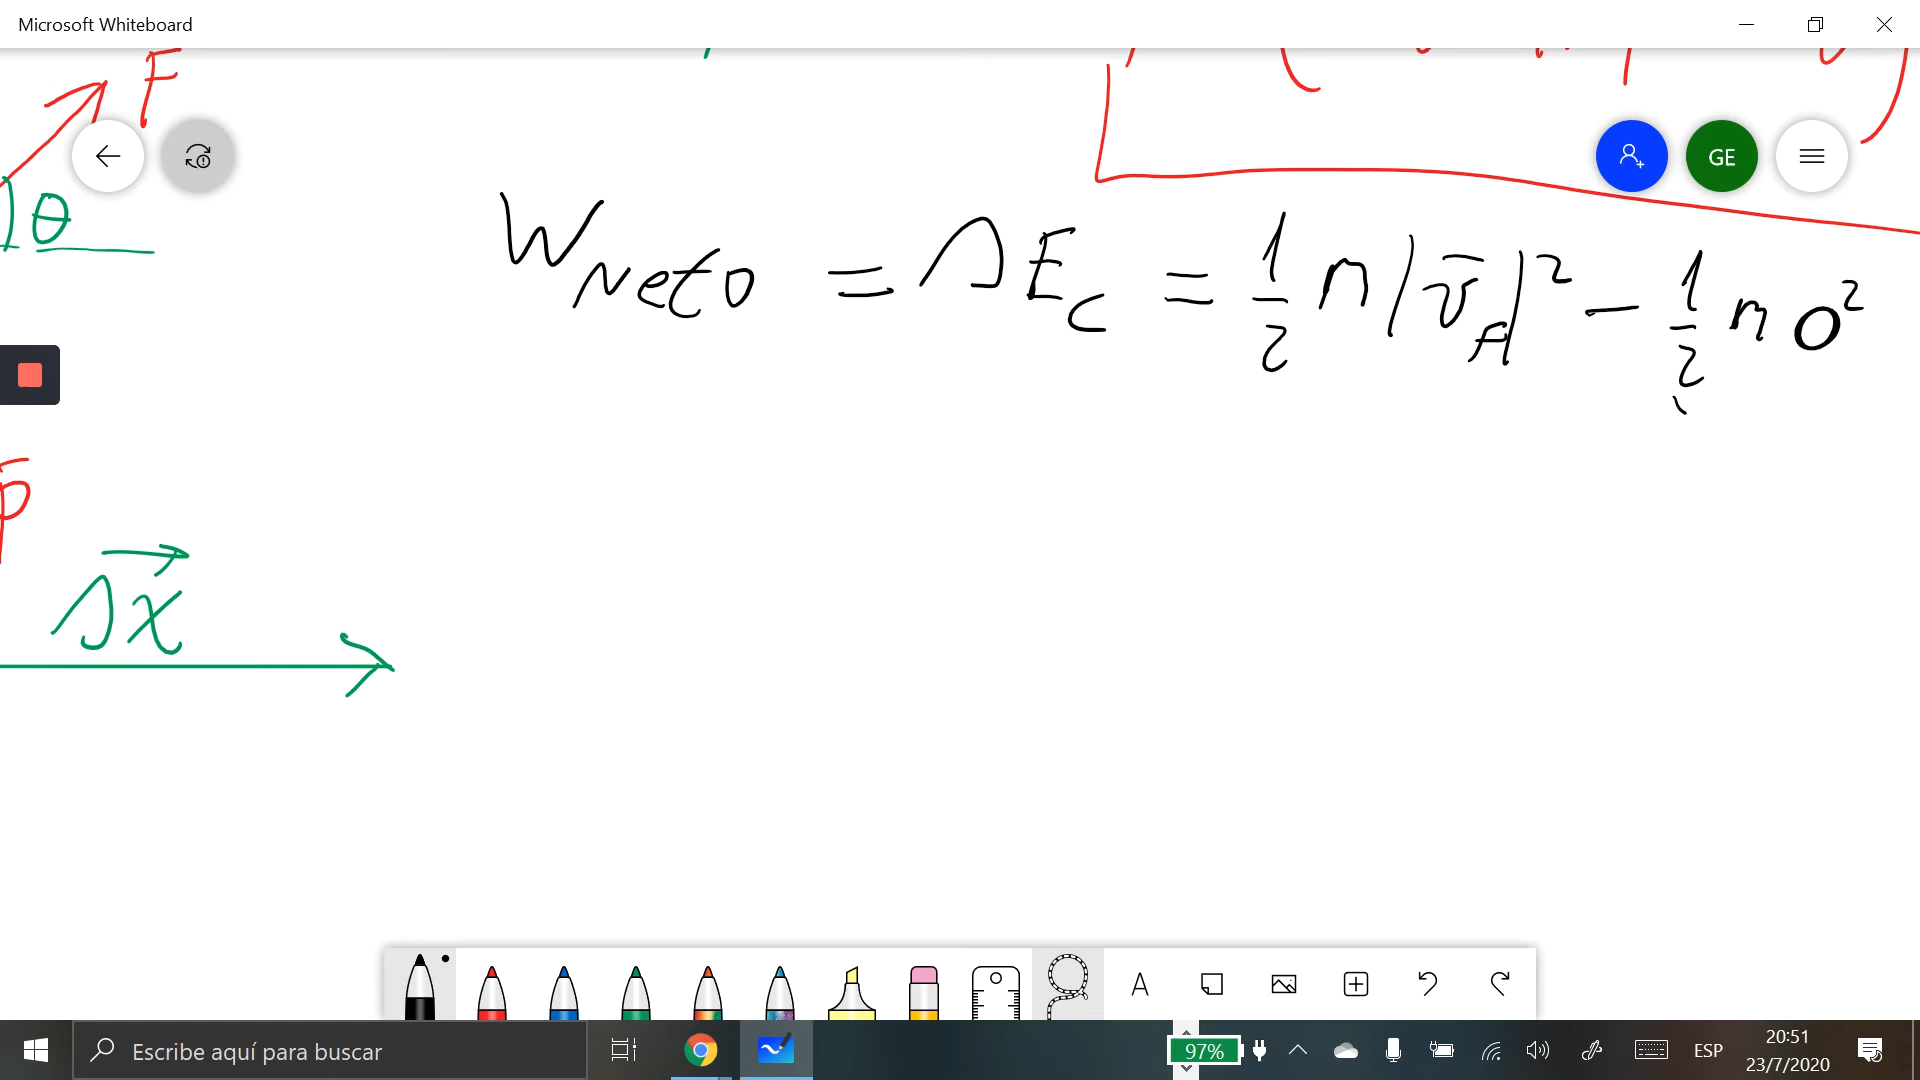 Microsoft Whiteboard
F
θ
GE
W_Neto = ΔE_C = 1/2 m|v̄_f|² - 1/2 m 0²
p
Δx⃗
A
Escribe aquí para buscar
97%
ESP
20:51
23/7/2020